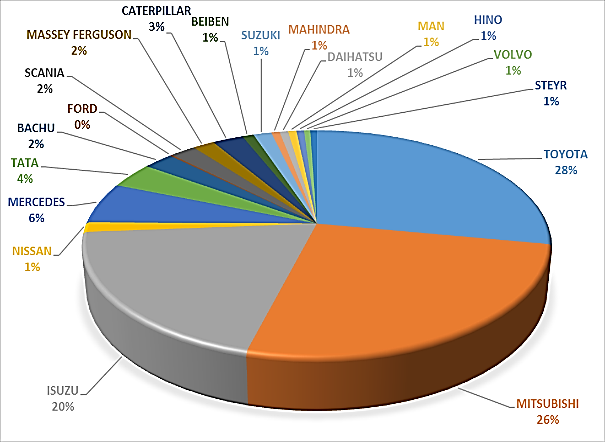 TOYOTA
28%
MITSUBISHI
26%
ISUZU
20%
NISSAN
1%
MERCEDES
6%
TATA
4%
BACHU
2%
FORD
0%
SCANIA
2%
MASSEY FERGUSON
2%
CATERPILLAR
3%
BEIBEN
1%
SUZUKI
1%
MAHINDRA
1%
DAIHATSU
1%
MAN
1%
HINO
1%
VOLVO
1%
STEYR
1%